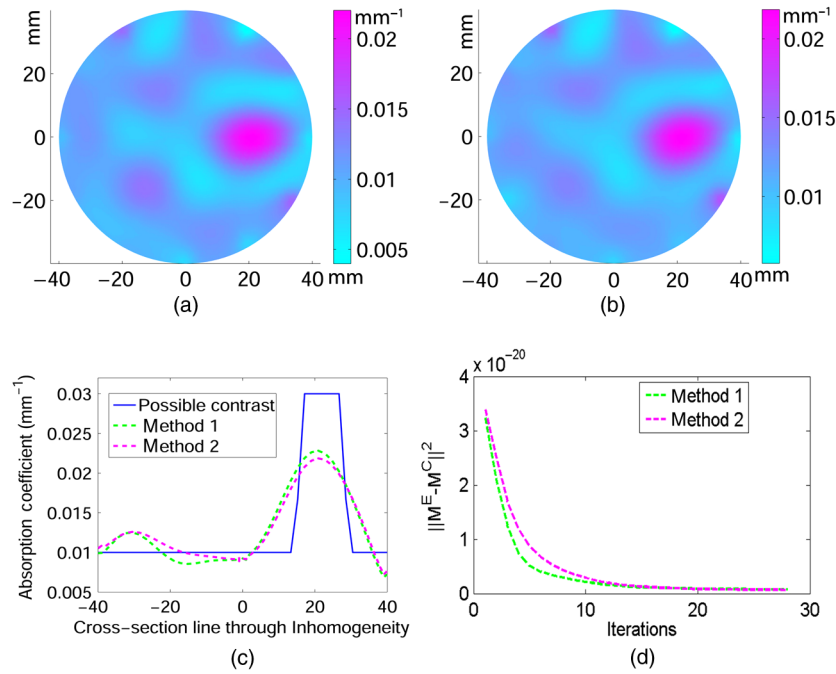 mm
40
20
0
−20
−40 −20 0 20 40
mm
mm⁻¹
0.02
0.015
0.01
0.005
(a)
mm
20
0
−20
−40 −20 0 20 40
mm
mm⁻¹
0.02
0.015
0.01
(b)
Absorption coefficient (mm⁻¹)
0.03
0.025
0.02
0.015
0.01
0.005
Possible contrast
Method 1
Method 2
−40 −20 0 20 40
Cross−section line through Inhomogeneity
(c)
x 10⁻²⁰
||M^E-M^C||²
4
3
2
1
0
Method 1
Method 2
0 10 20 30
Iterations
(d)